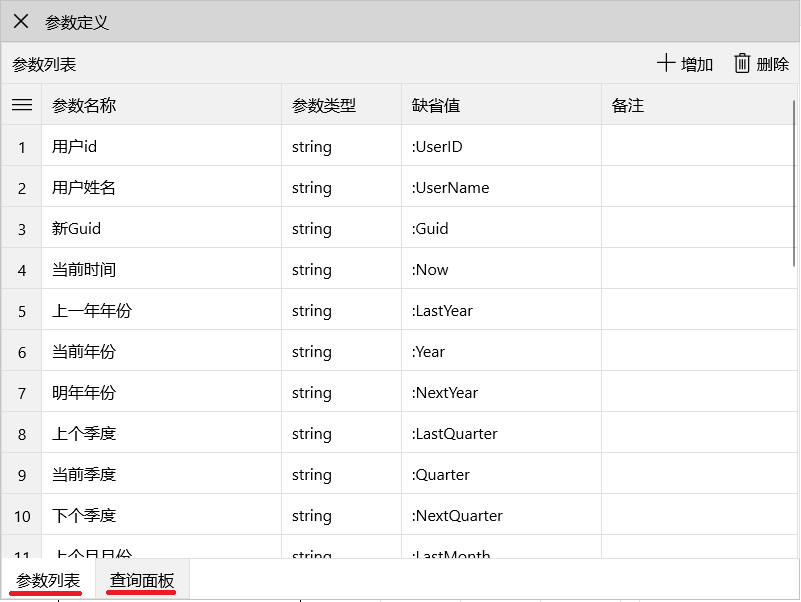 参数定义
参数列表 增加 删除
参数名称 参数类型 缺省值 备注
1 用户id string :UserID
2 用户姓名 string :UserName
3 新Guid string :Guid
4 当前时间 string :Now
5 上一年年份 string :LastYear
6 当前年份 string :Year
7 明年年份 string :NextYear
8 上个季度 string :LastQuarter
9 当前季度 string :Quarter
10 下个季度 string :NextQuarter
11 上个月月份 string :LastMonth
参数列表 查询面板